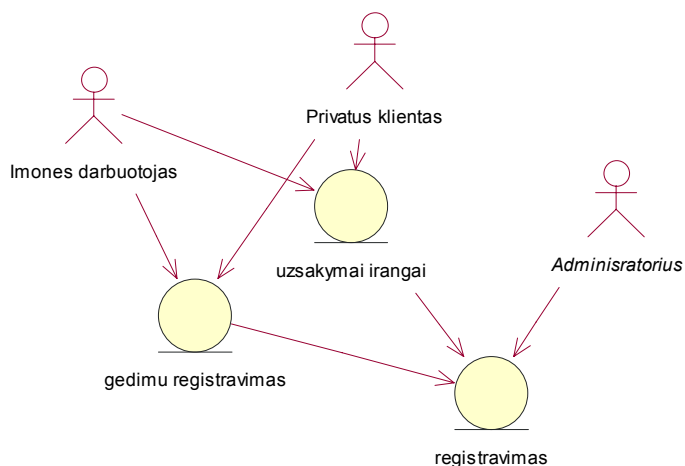 Privatus klientas
Imones darbuotojas
Adminisratorius
uzsakymai irangai
gedimu registravimas
registravimas